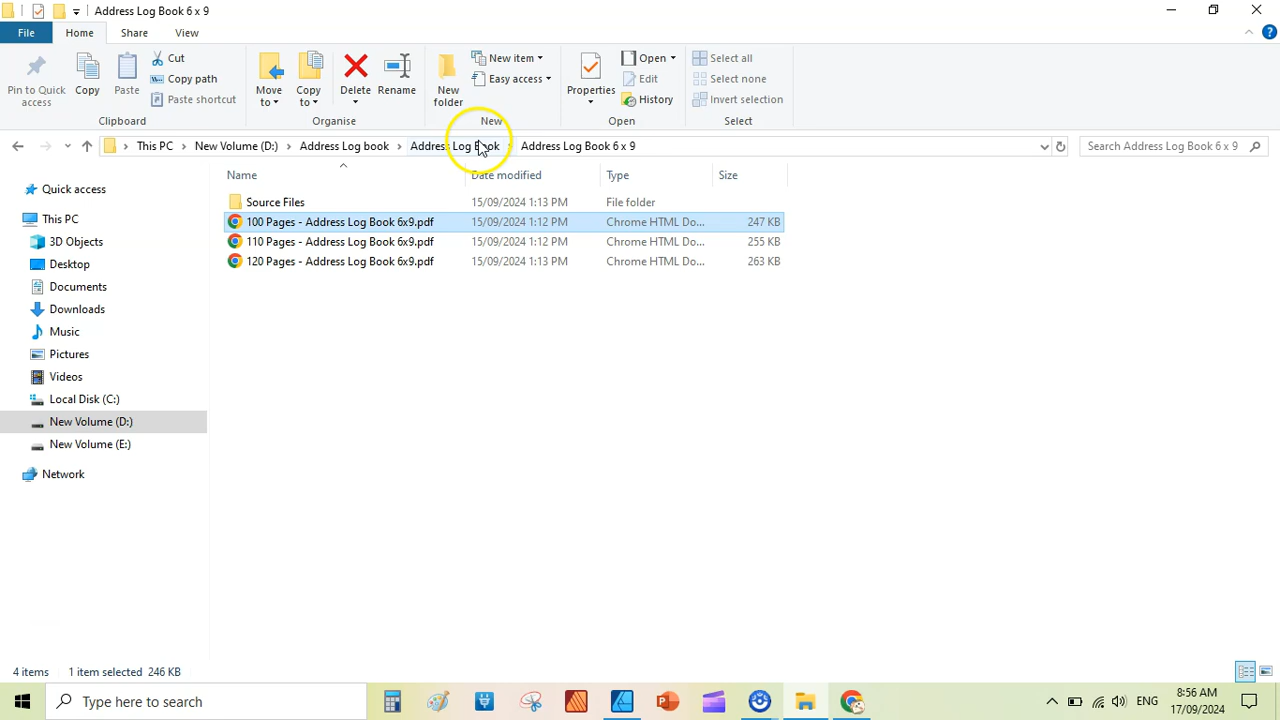 Address Log Book 6 x 9
File Home Share View
Pin to Quick access
Copy
Paste
Cut
Copy path
Paste shortcut
Clipboard
Move to
Copy to
Delete
Rename
Organise
New folder
New item
Easy access
New
Properties
Open
Edit
History
Open
Select all
Select none
Invert selection
Select
This PC New Volume (D:) Address Log book Address Log Book Address Log Book 6 x 9 Search Address Log Book 6 x 9
Name Date modified Type Size
Source Files 15/09/2024 1:13 PM File folder
100 Pages - Address Log Book 6x9.pdf 15/09/2024 1:12 PM Chrome HTML Do... 247 KB
110 Pages - Address Log Book 6x9.pdf 15/09/2024 1:12 PM Chrome HTML Do... 255 KB
120 Pages - Address Log Book 6x9.pdf 15/09/2024 1:13 PM Chrome HTML Do... 263 KB
Quick access
This PC
3D Objects
Desktop
Documents
Downloads
Music
Pictures
Videos
Local Disk (C:)
New Volume (D:)
New Volume (E:)
Network
4 items 1 item selected 246 KB
Type here to search
ENG
8:56 AM
17/09/2024